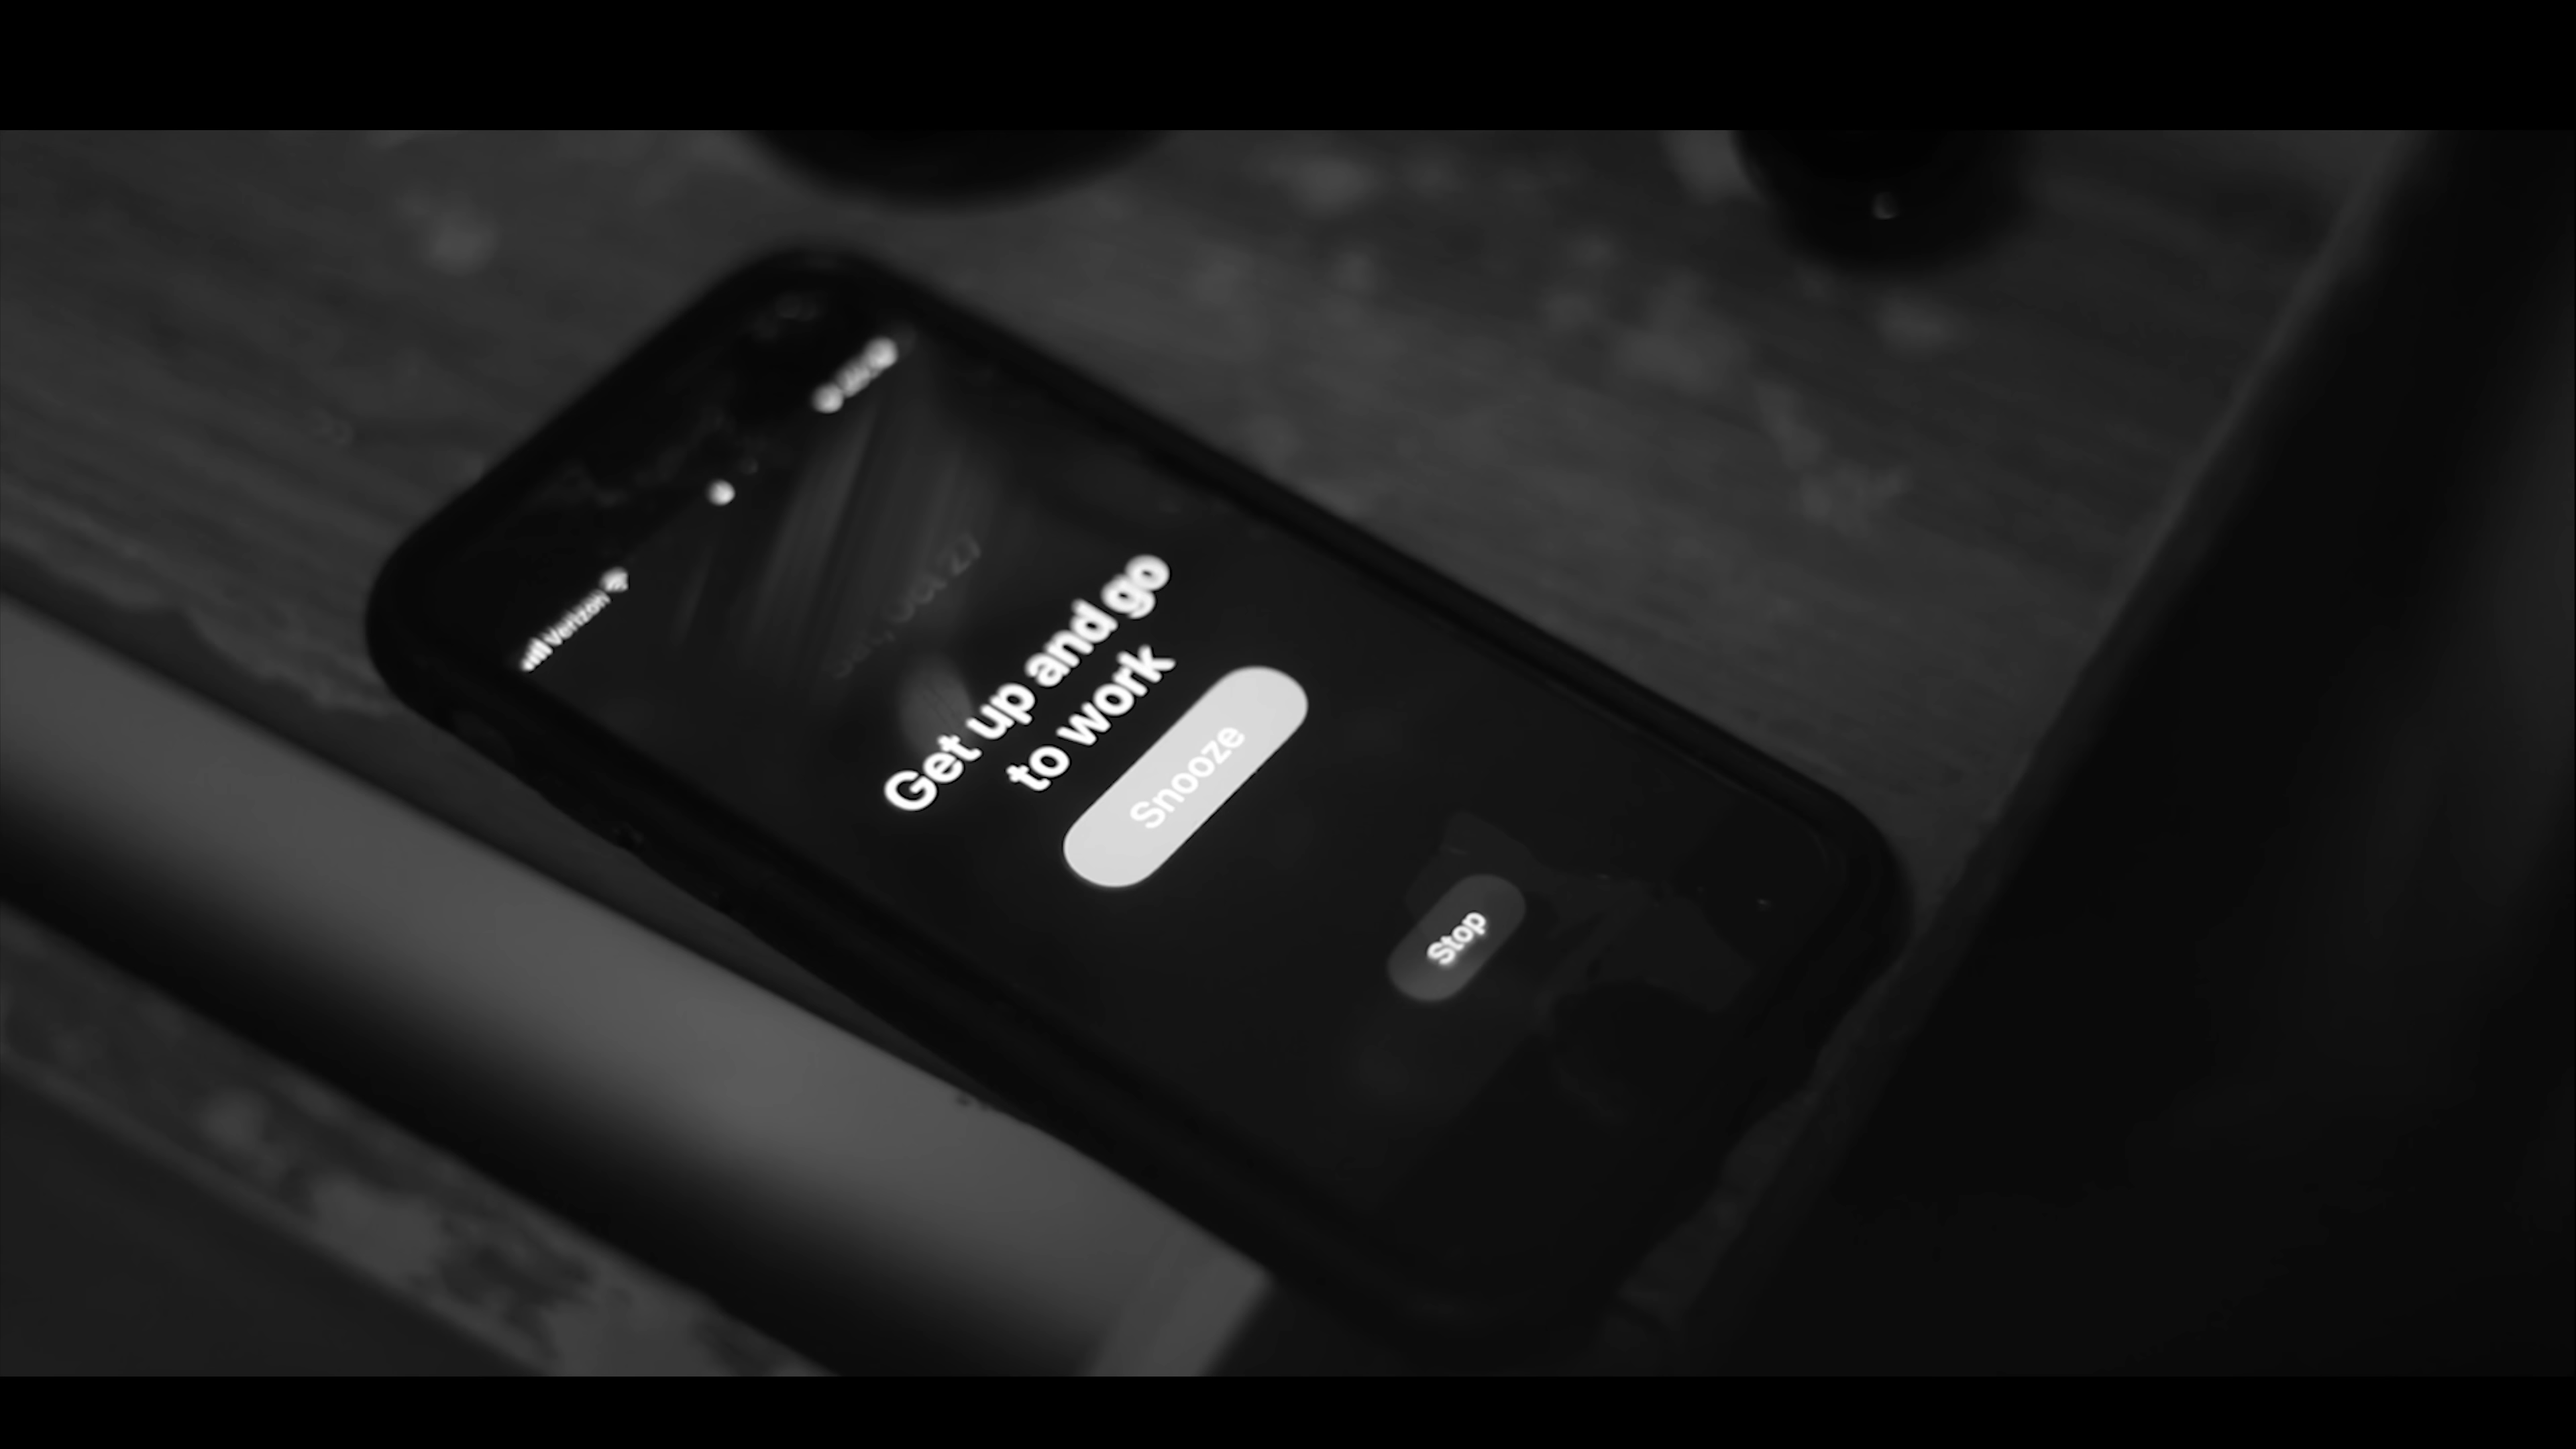 Verizon
Get up and go
to work
Snooze
Stop